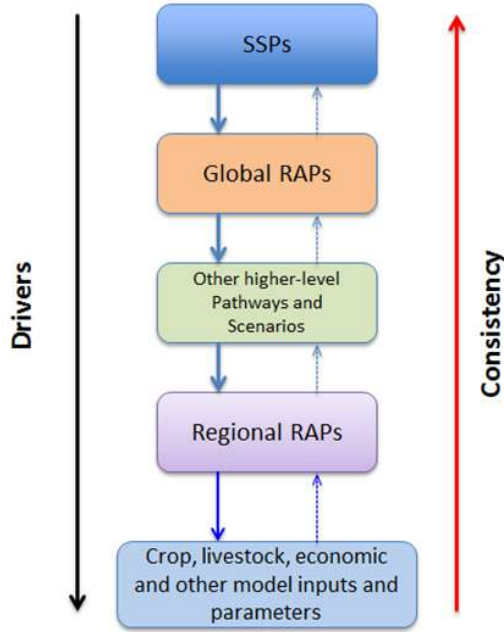 SSPs
Global RAPs
Other higher-level
Pathways and
Scenarios
Regional RAPs
Crop, livestock, economic
and other model inputs and
parameters
Drivers
Consistency